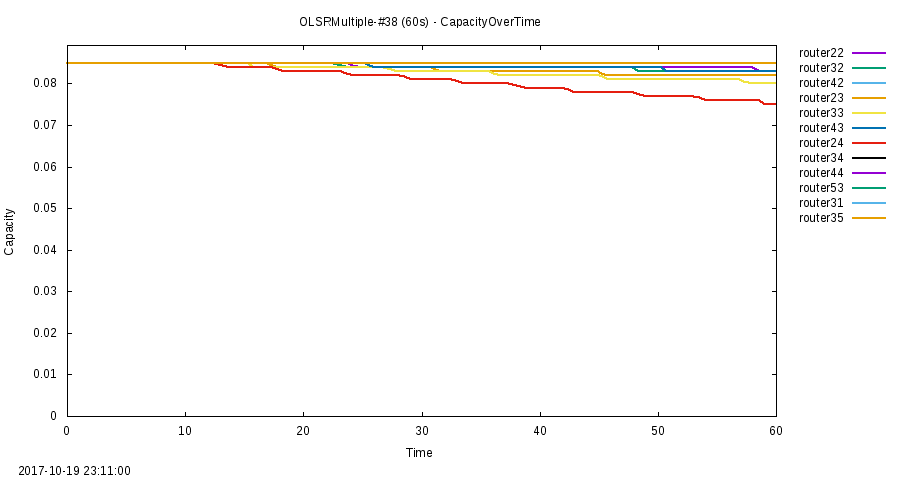 OLSRMultiple-#38 (60s) - CapacityOverTime
router22
router32
router42
router23
router33
router43
router24
router34
router44
router53
router31
router35
0.08
0.07
0.06
0.05
0.04
0.03
0.02
0.01
0
Capacity
0 10 20 30 40 50 60
Time
2017-10-19 23:11:00